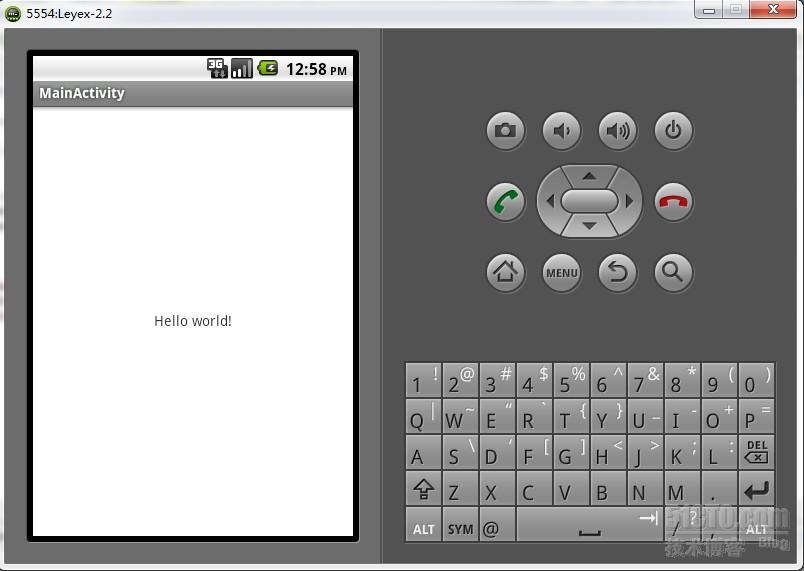 5554:Leyex-2.2
3G 12:58 PM
MainActivity
Hello world!
MENU
1 ! 2 @ 3 # 4 $ 5 % 6 ^ 7 & 8 * 9 ( 0 )
Q | W ~ E “ R ` T { Y } U _ I - O + P =
A S \ D ‘ F [ G ] H < J > K ; L : DEL
Z X C V B N M .
ALT SYM @ / ? , ALT
51CTO.com
技术博客 Blog